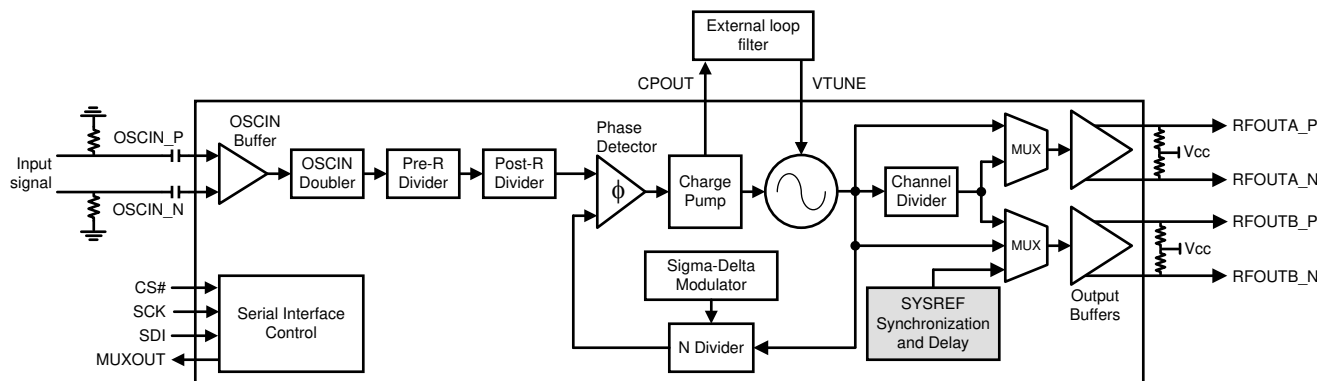 External loop
filter
CPOUT
VTUNE
OSCIN_P
OSCIN
Buffer
Phase
Detector
MUX
RFOUTA_P
Vcc
RFOUTA_N
Input
signal
OSCIN_N
OSCIN
Doubler
Pre-R
Divider
Post-R
Divider
ϕ
Charge
Pump
Channel
Divider
MUX
RFOUTB_P
Vcc
RFOUTB_N
CS#
SCK
SDI
MUXOUT
Serial Interface
Control
Sigma-Delta
Modulator
N Divider
SYSREF
Synchronization
and Delay
Output
Buffers